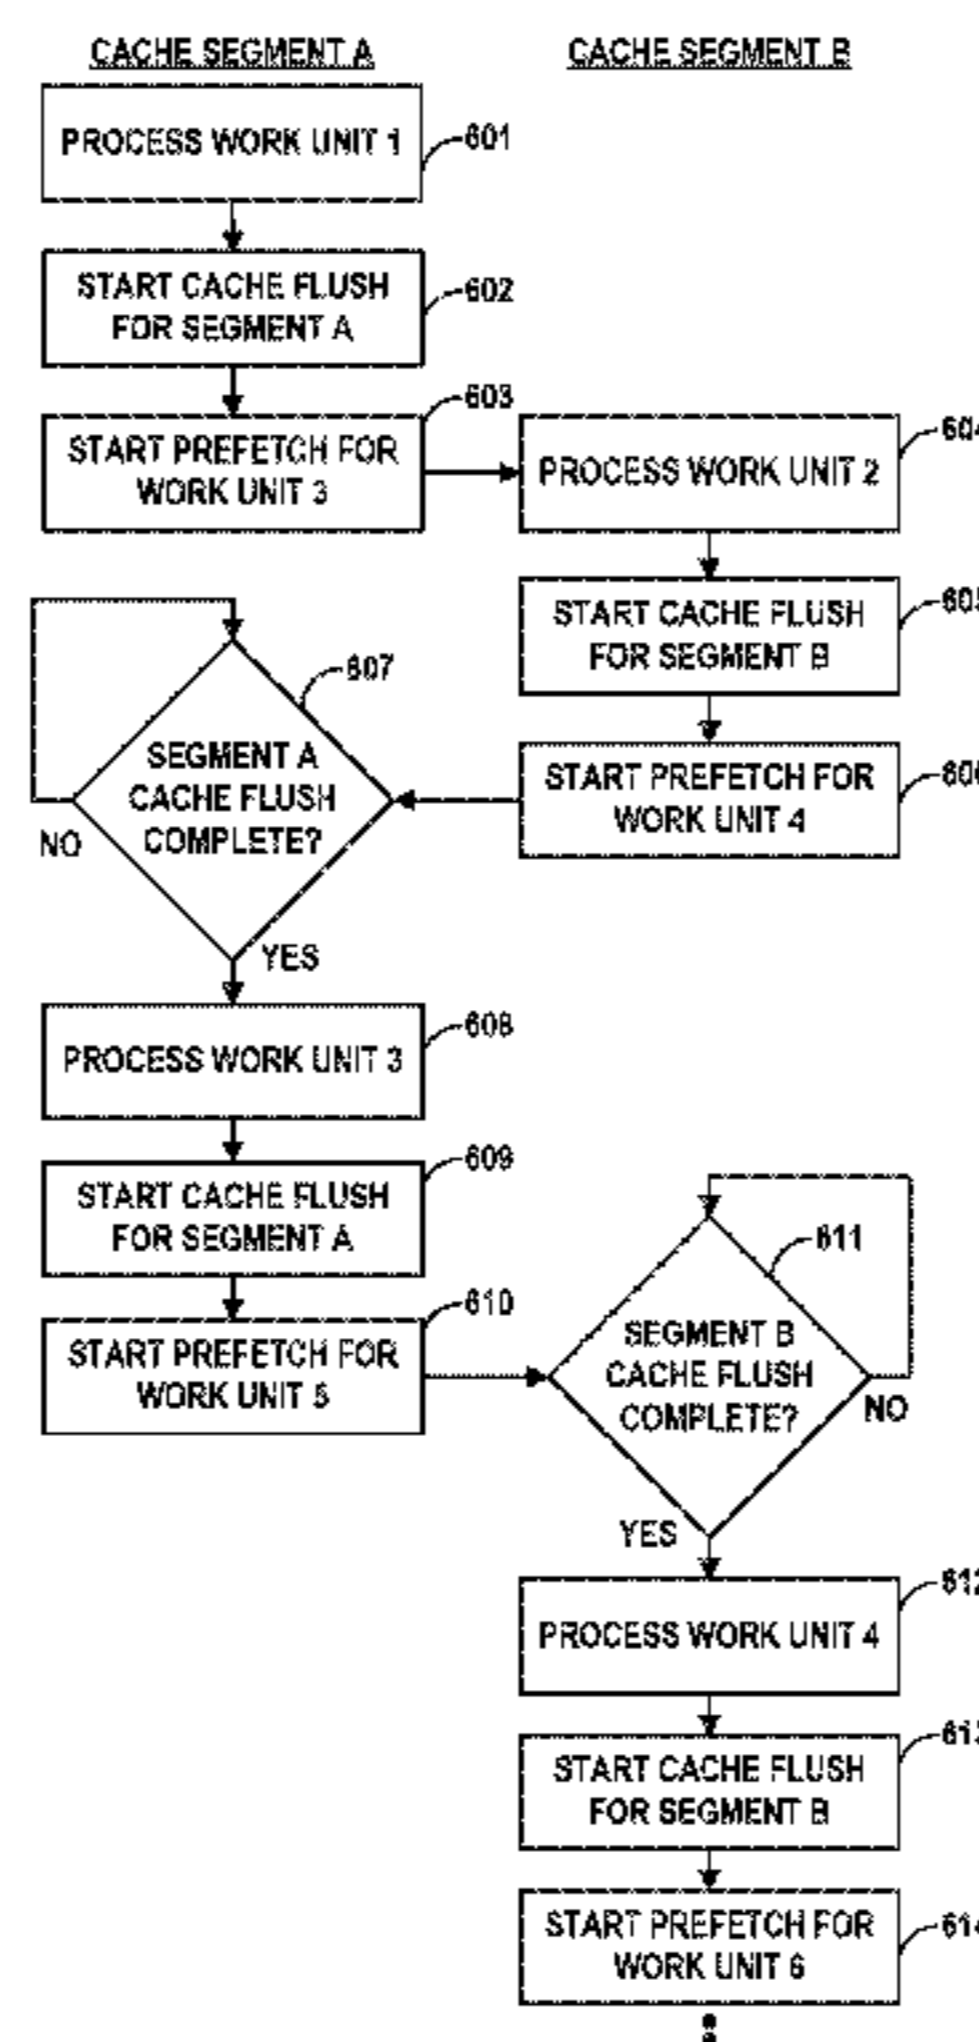 CACHE SEGMENT A
CACHE SEGMENT B
PROCESS WORK UNIT 1
601
START CACHE FLUSH
FOR SEGMENT A
602
START PREFETCH FOR
WORK UNIT 3
603
PROCESS WORK UNIT 2
START CACHE FLUSH
FOR SEGMENT B
START PREFETCH FOR
WORK UNIT 4
607
SEGMENT A
CACHE FLUSH
COMPLETE?
NO
YES
PROCESS WORK UNIT 3
608
START CACHE FLUSH
FOR SEGMENT A
609
START PREFETCH FOR
WORK UNIT 5
610
611
SEGMENT B
CACHE FLUSH
COMPLETE?
NO
YES
PROCESS WORK UNIT 4
START CACHE FLUSH
FOR SEGMENT B
START PREFETCH FOR
WORK UNIT 6